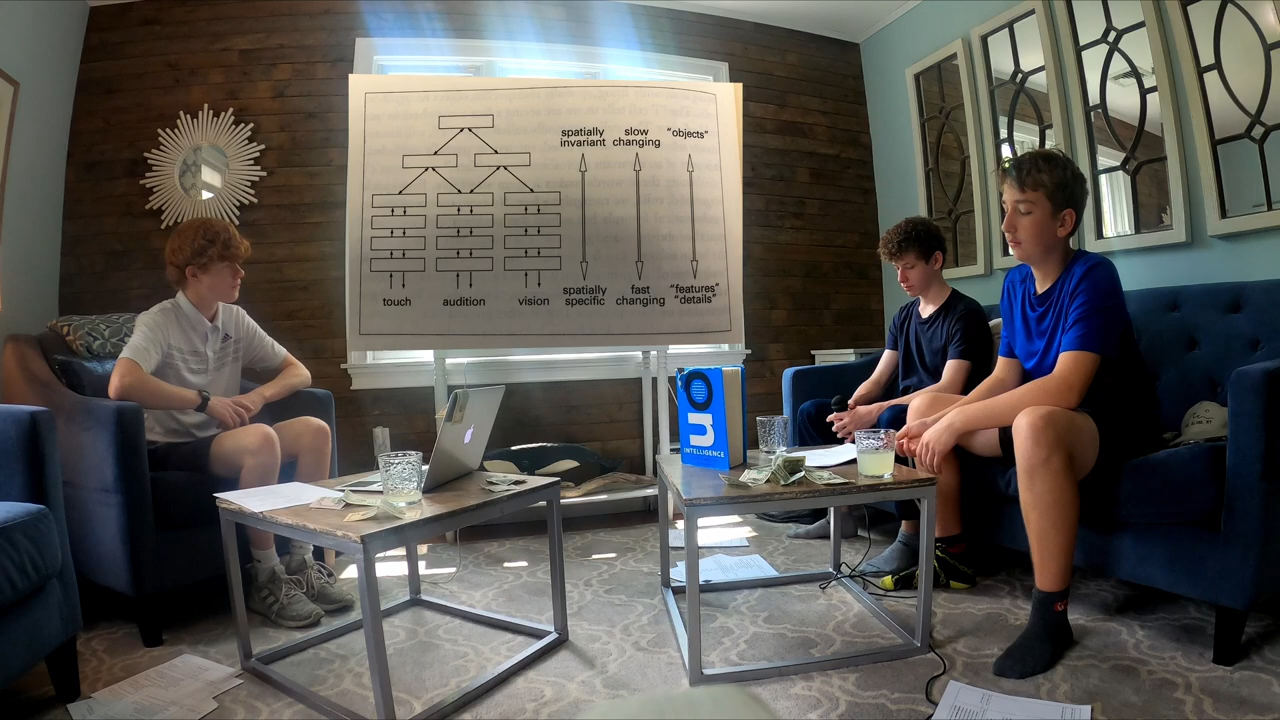 spatially
invariant
slow
changing
"objects"
touch
audition
vision
spatially
specific
fast
changing
"features"
"details"
INTELLIGENCE